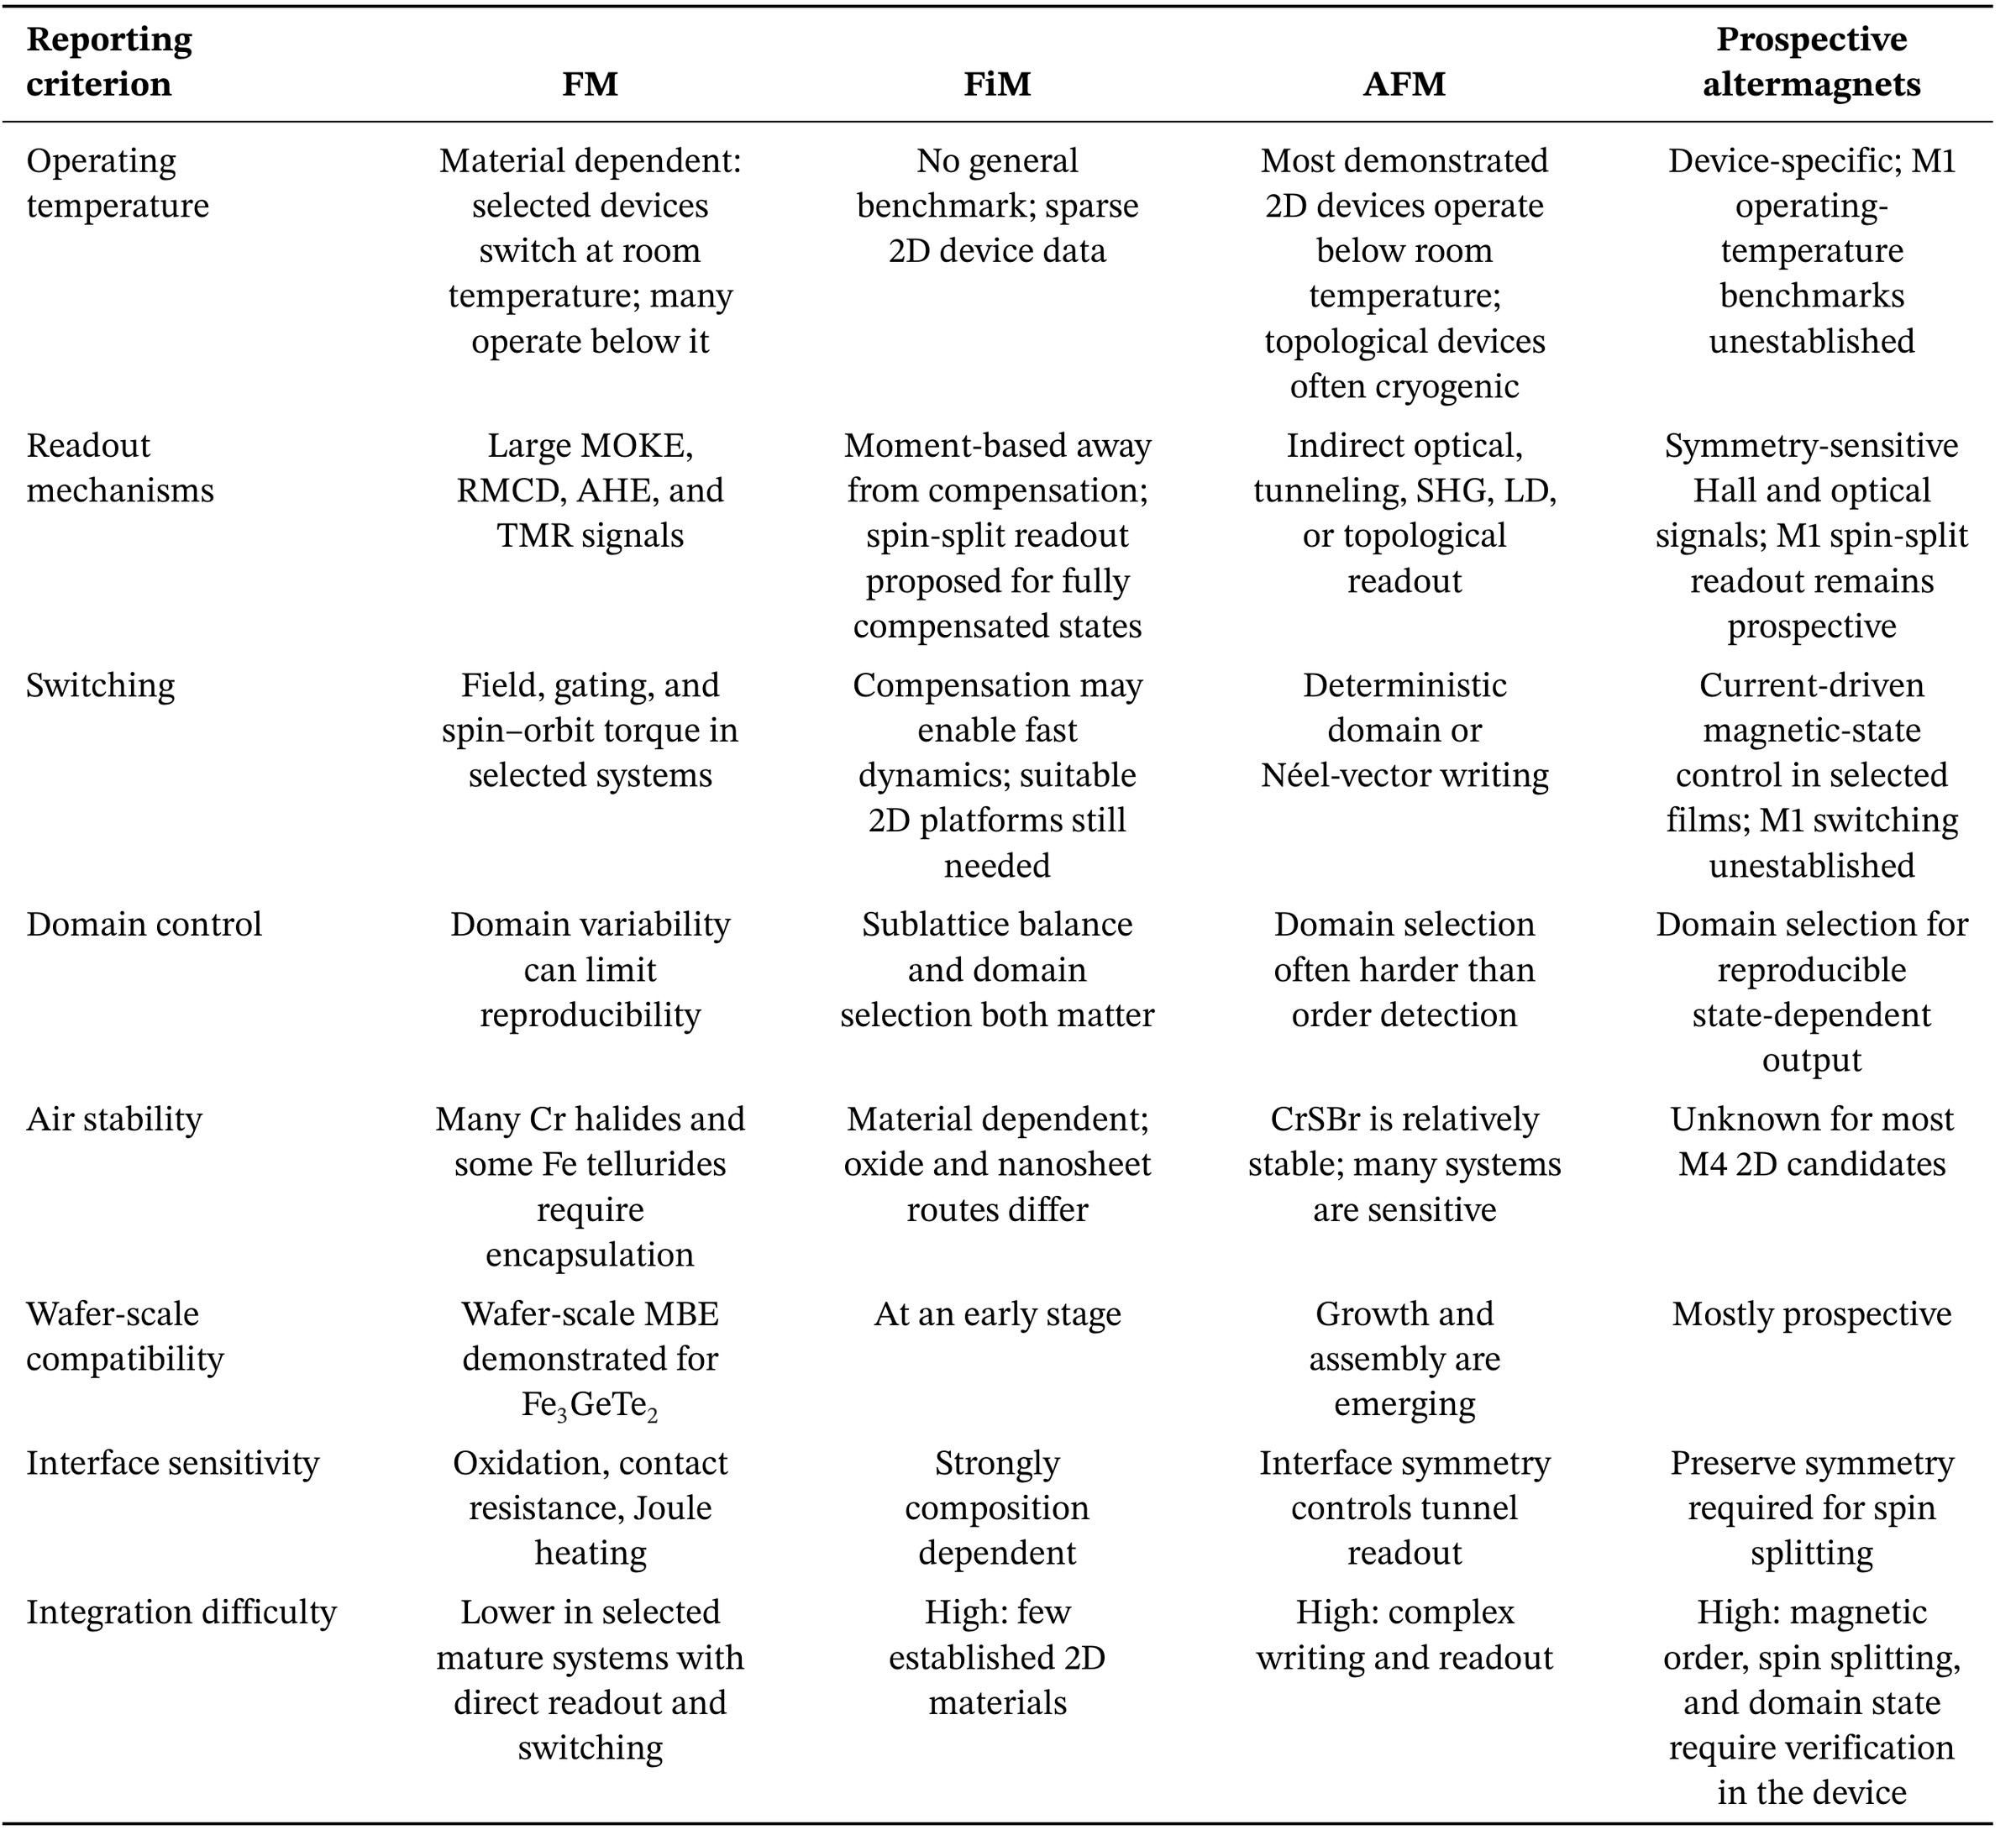 Reporting criterion
FM
FiM
AFM
Prospective altermagnets
Operating temperature
Material dependent:
selected devices
switch at room
temperature; many
operate below it
No general
benchmark; sparse
2D device data
Most demonstrated
2D devices operate
below room
temperature;
topological devices
often cryogenic
Device-specific; M1
operating-
temperature
benchmarks
unestablished
Readout
mechanisms
Large MOKE,
RMCD, AHE, and
TMR signals
Moment-based away
from compensation;
spin-split readout
proposed for fully
compensated states
Indirect optical,
tunneling, SHG, LD,
or topological
readout
Symmetry-sensitive
Hall and optical
signals; M1 spin-split
readout remains
prospective
Switching
Field, gating, and
spin–orbit torque in
selected systems
Compensation may
enable fast
dynamics; suitable
2D platforms still
needed
Deterministic
domain or
Néel-vector writing
Current-driven
magnetic-state
control in selected
films; M1 switching
unestablished
Domain control
Domain variability
can limit
reproducibility
Sublattice balance
and domain
selection both matter
Domain selection
often harder than
order detection
Domain selection for
reproducible
state-dependent
output
Air stability
Many Cr halides and
some Fe tellurides
require
encapsulation
Material dependent;
oxide and nanosheet
routes differ
CrSBr is relatively
stable; many systems
are sensitive
Unknown for most
M4 2D candidates
Wafer-scale
compatibility
Wafer-scale MBE
demonstrated for
Fe₃GeTe₂
At an early stage
Growth and
assembly are
emerging
Mostly prospective
Interface sensitivity
Oxidation, contact
resistance, Joule
heating
Strongly
composition
dependent
Interface symmetry
controls tunnel
readout
Preserve symmetry
required for spin
splitting
Integration difficulty
Lower in selected
mature systems with
direct readout and
switching
High: few
established 2D
materials
High: complex
writing and readout
High: magnetic
order, spin splitting,
and domain state
require verification
in the device